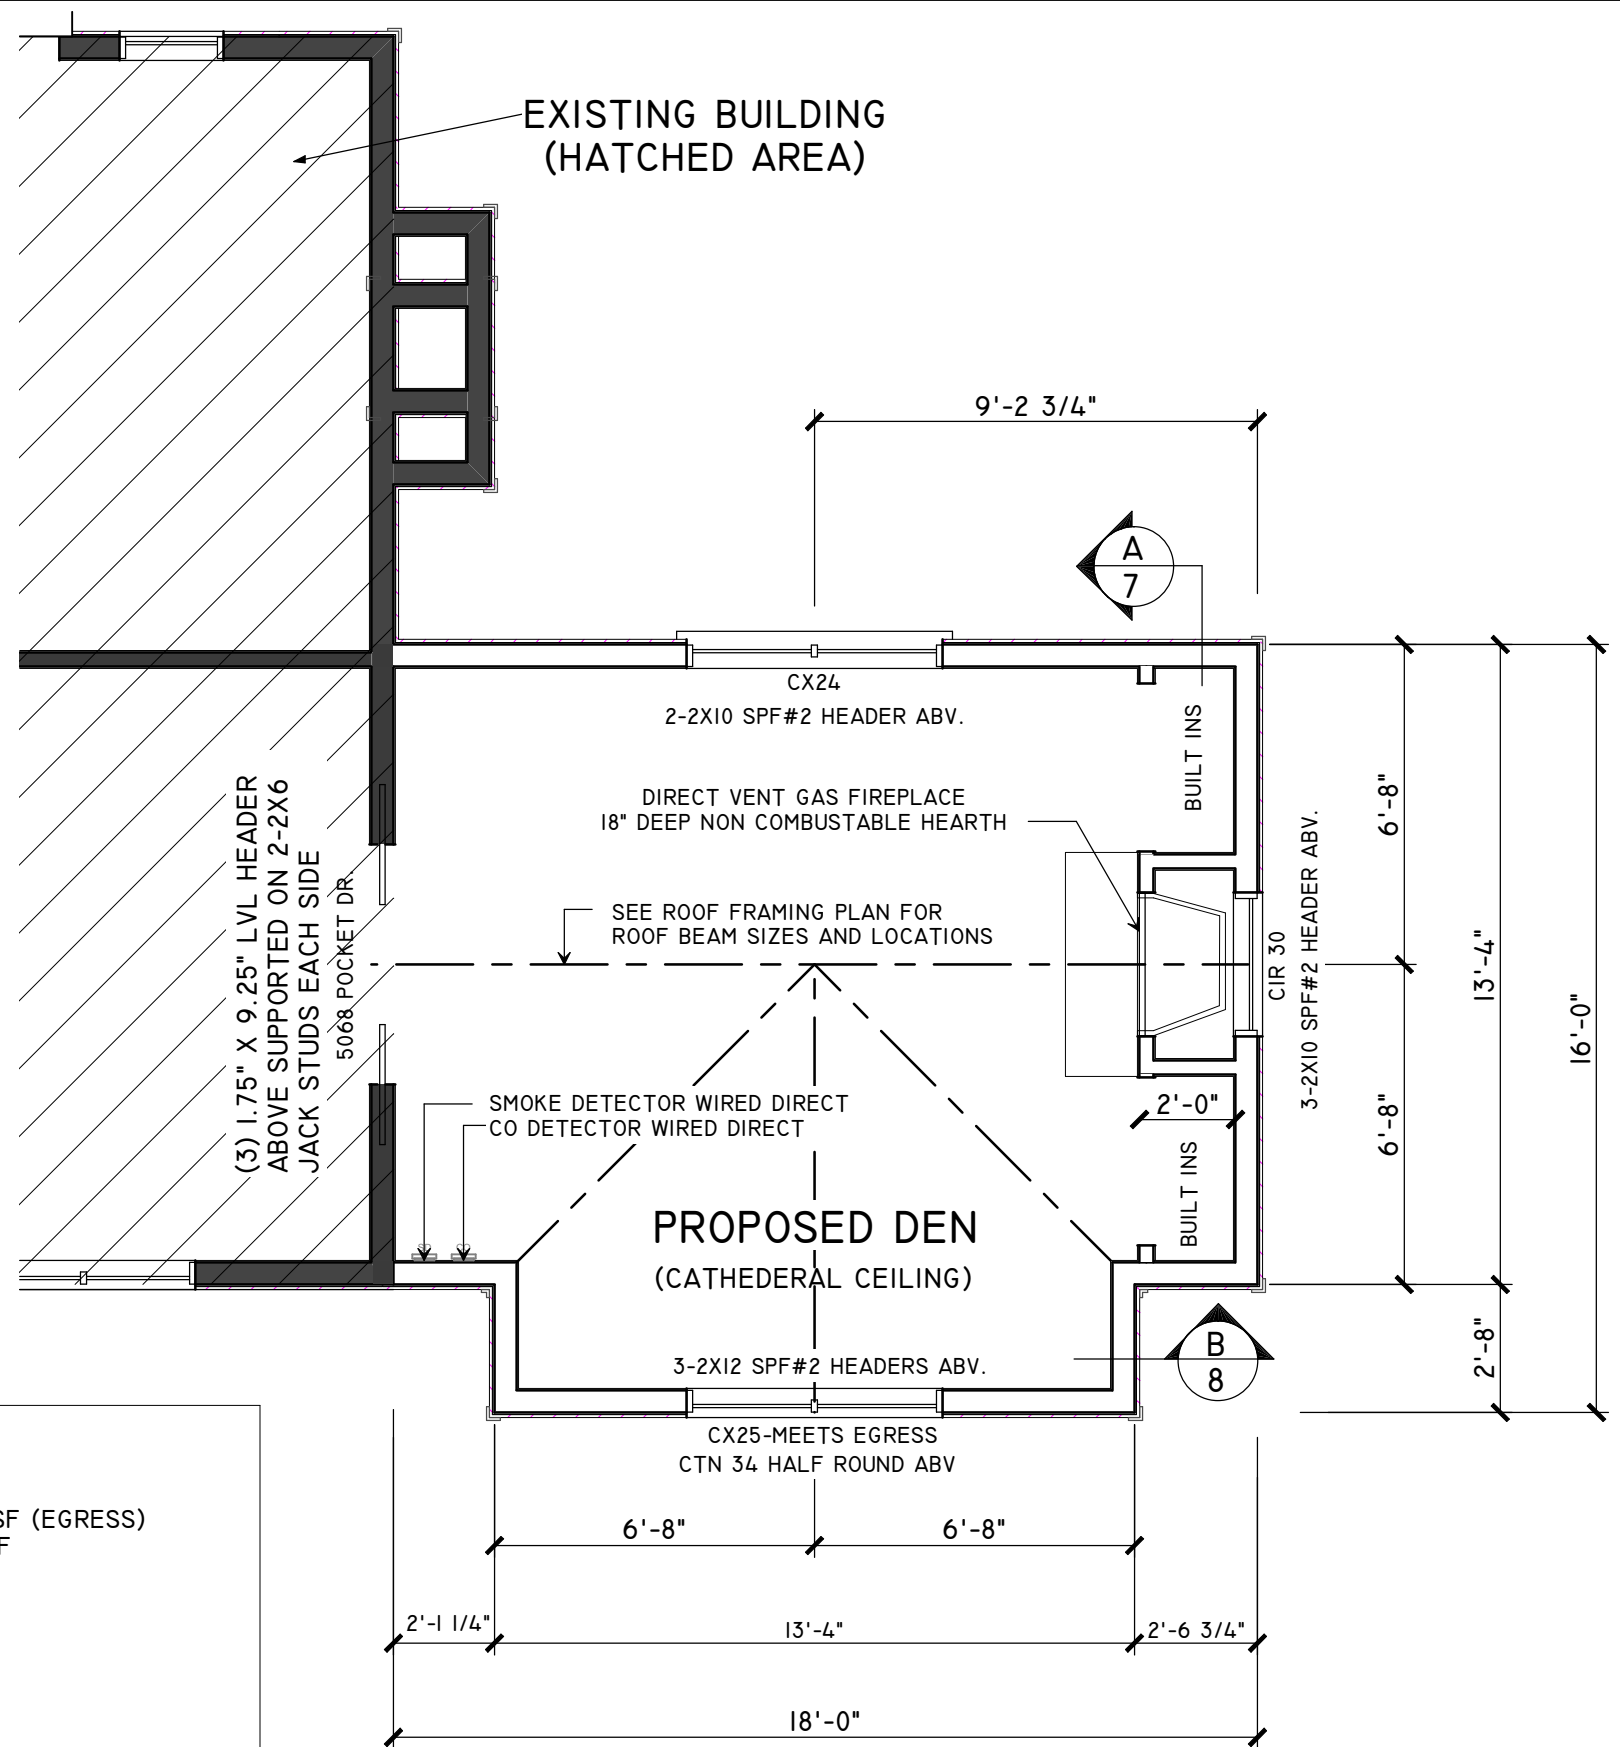 EXISTING BUILDING
(HATCHED AREA)
9'-2 3/4"
A
7
CX24
2-2X10 SPF#2 HEADER ABV.
BUILT INS
DIRECT VENT GAS FIREPLACE
18" DEEP NON COMBUSTABLE HEARTH
(3) 1.75" X 9.25" LVL HEADER
ABOVE SUPPORTED ON 2-2X6
JACK STUDS EACH SIDE
5068 POCKET DR.
SEE ROOF FRAMING PLAN FOR
ROOF BEAM SIZES AND LOCATIONS
CIR 30
3-2X10 SPF#2 HEADER ABV.
6'-8"
13'-4"
16'-0"
6'-8"
2'-8"
2'-0"
SMOKE DETECTOR WIRED DIRECT
CO DETECTOR WIRED DIRECT
BUILT INS
PROPOSED DEN
(CATHEDERAL CEILING)
B
8
3-2X12 SPF#2 HEADERS ABV.
CX25-MEETS EGRESS
CTN 34 HALF ROUND ABV
SF (EGRESS)
F
6'-8"
6'-8"
2'-1 1/4"
13'-4"
2'-6 3/4"
18'-0"